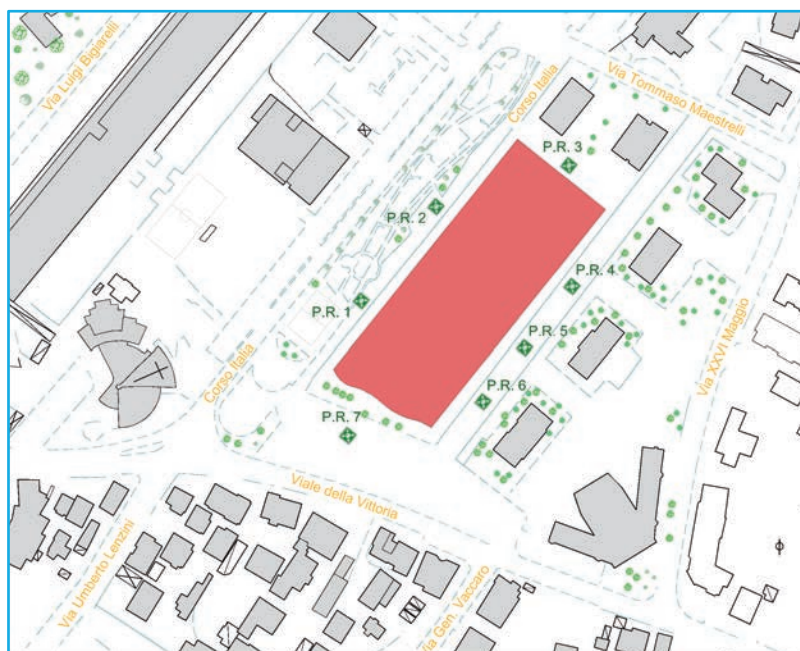 Via Luigi Bigiarelli
Corso Italia
Via Tommaso Maestrelli
P.R. 3
P.R. 2
P.R. 4
P.R. 1
P.R. 5
Via XXVI Maggio
Corso Italia
P.R. 6
P.R. 7
Viale della Vittoria
Via Umberto Lenzini
Via Gen. Vaccaro